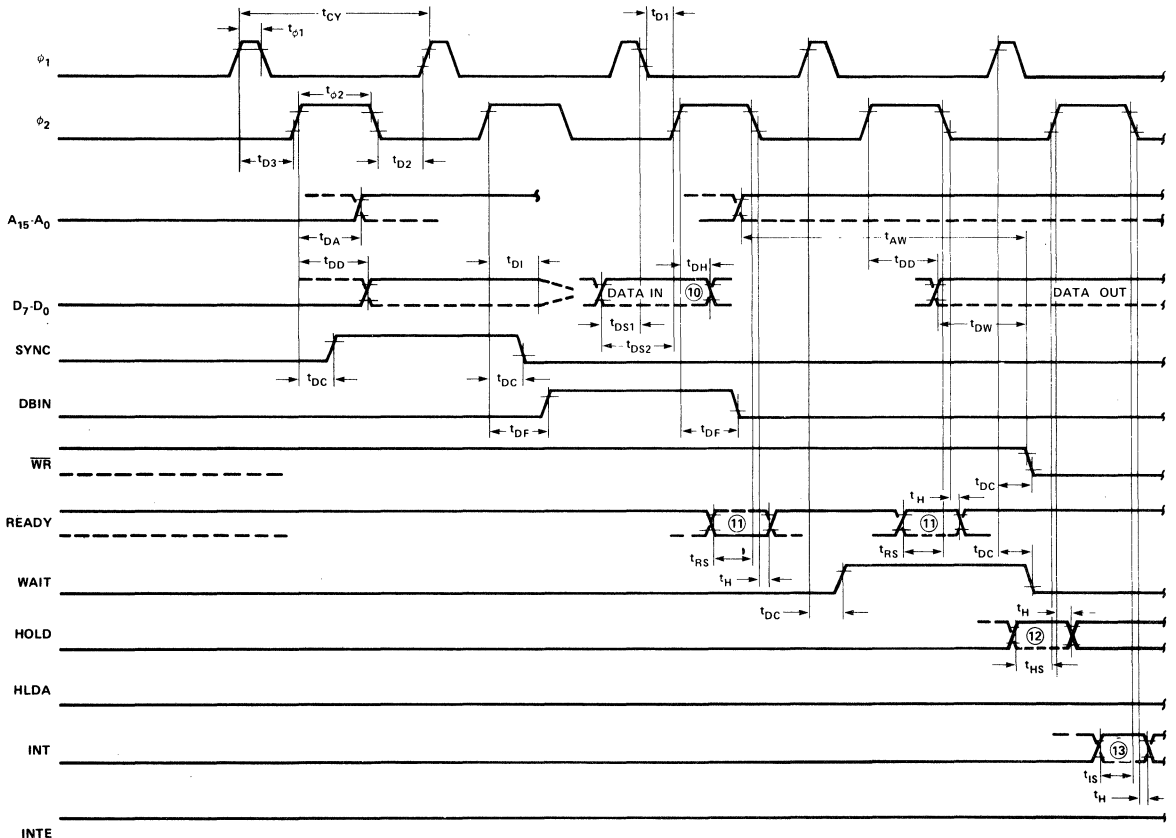 tCY
tD1
tϕ1
ϕ1
tϕ2
ϕ2
tD3
tD2
A15-A0
tDA
tAW
tDD
tDI
tDH
tDD
D7-D0
DATA IN
⑩
DATA OUT
tDS1
tDW
tDS2
SYNC
tDC
tDC
DBIN
tDF
tDF
WR
tDC
tH
READY
⑪
⑪
tRS
tRS
tDC
WAIT
tH
tDC
tH
HOLD
⑫
tHS
HLDA
INT
⑬
tIS
tH
INTE